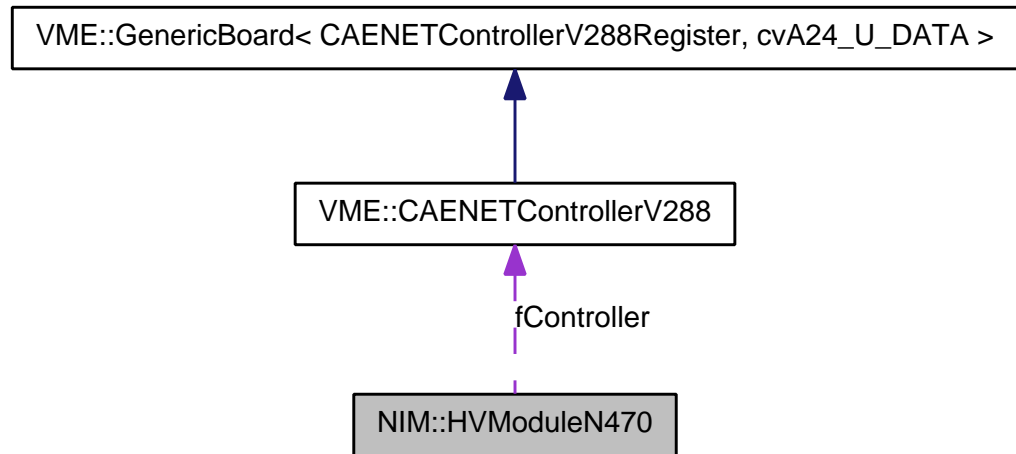 VME::GenericBoard< CAENETControllerV288Register, cvA24_U_DATA >
VME::CAENETControllerV288
fController
NIM::HVModuleN470